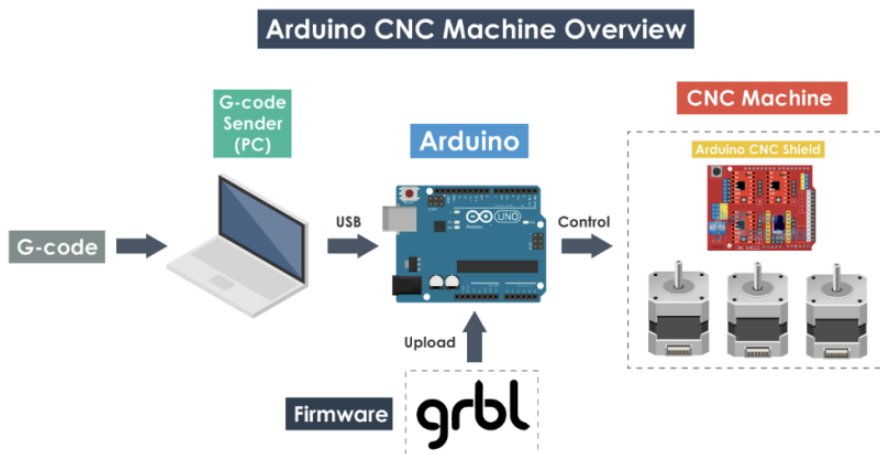 Arduino CNC Machine Overview
G-code
Sender
(PC)
Arduino
CNC Machine
Arduino CNC Shield
G-code
USB
UNO
Control
Upload
Firmware
grbl